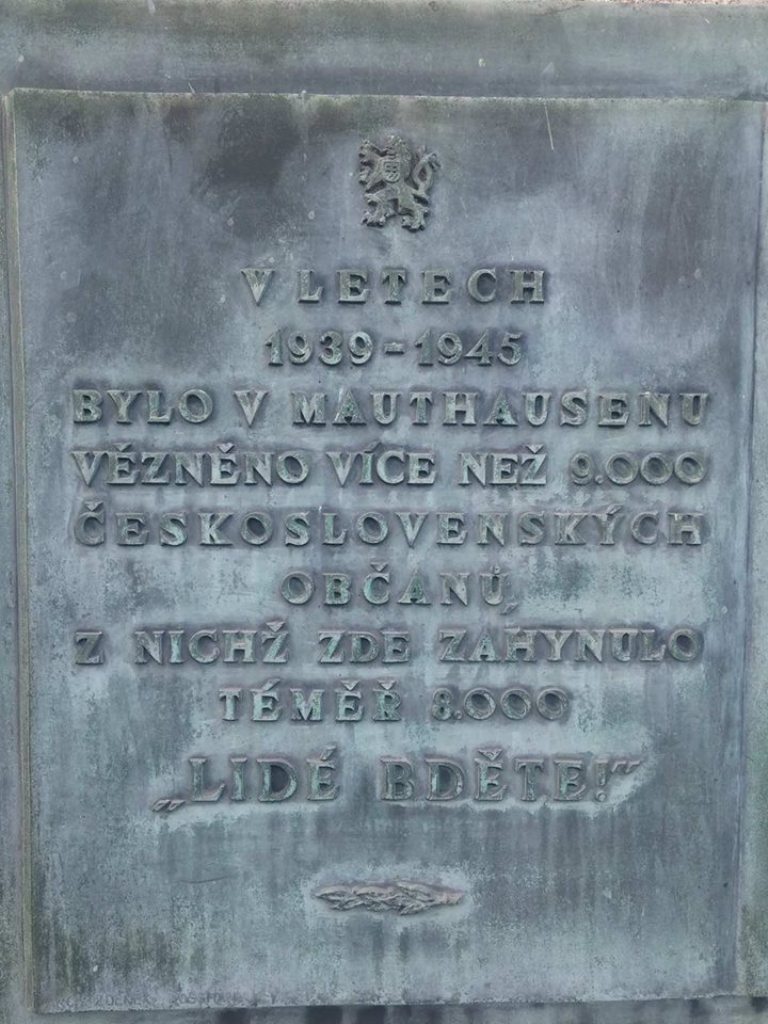 V LETECH
1939-1945
BYLO V MAUTHAUSENU
VĚZNĚNO VÍCE NEŽ 9.000
ČESKOSLOVENSKÝCH
OBČANŮ,
Z NICHŽ ZDE ZAHYNULO
TÉMĚŘ 8.000
„LIDÉ BDĚTE!“
ZDENĚK